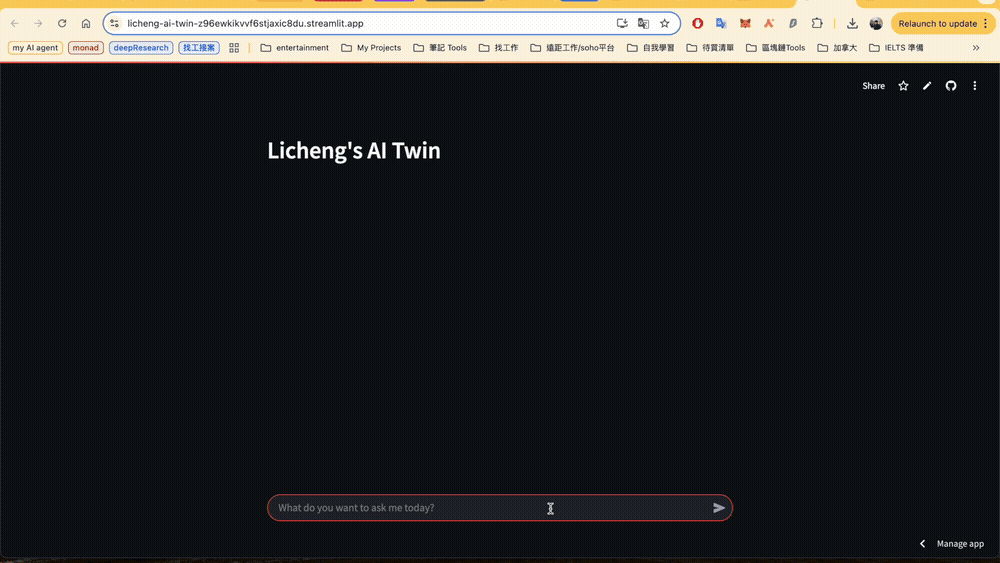 licheng-ai-twin-z96ewkikvvf6stjaxic8du.streamlit.app
Relaunch to update
my AI agent monad deepResearch 找工接案 entertainment My Projects 筆記 Tools 找工作 遠距工作/soho平台 自我學習 待買清單 區塊鏈Tools 加拿大 IELTS 準備
Share
Licheng's AI Twin
What do you want to ask me today?
Manage app